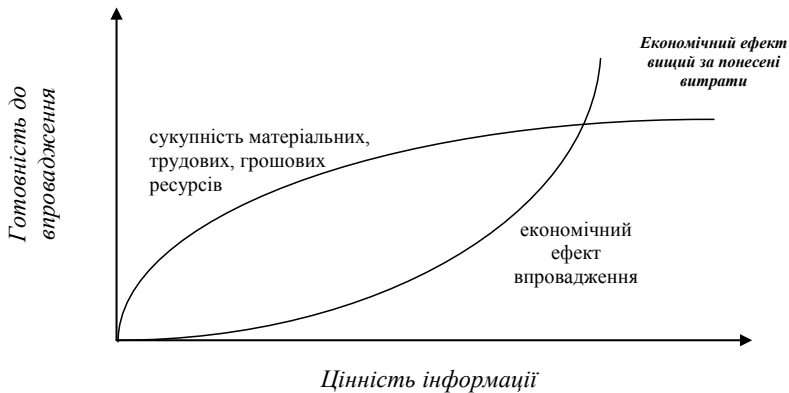 Економічний ефект
вищий за понесені
витрати
Готовність до
впровадження
сукупність матеріальних,
трудових, грошових
ресурсів
економічний
ефект
впровадження
Цінність інформації